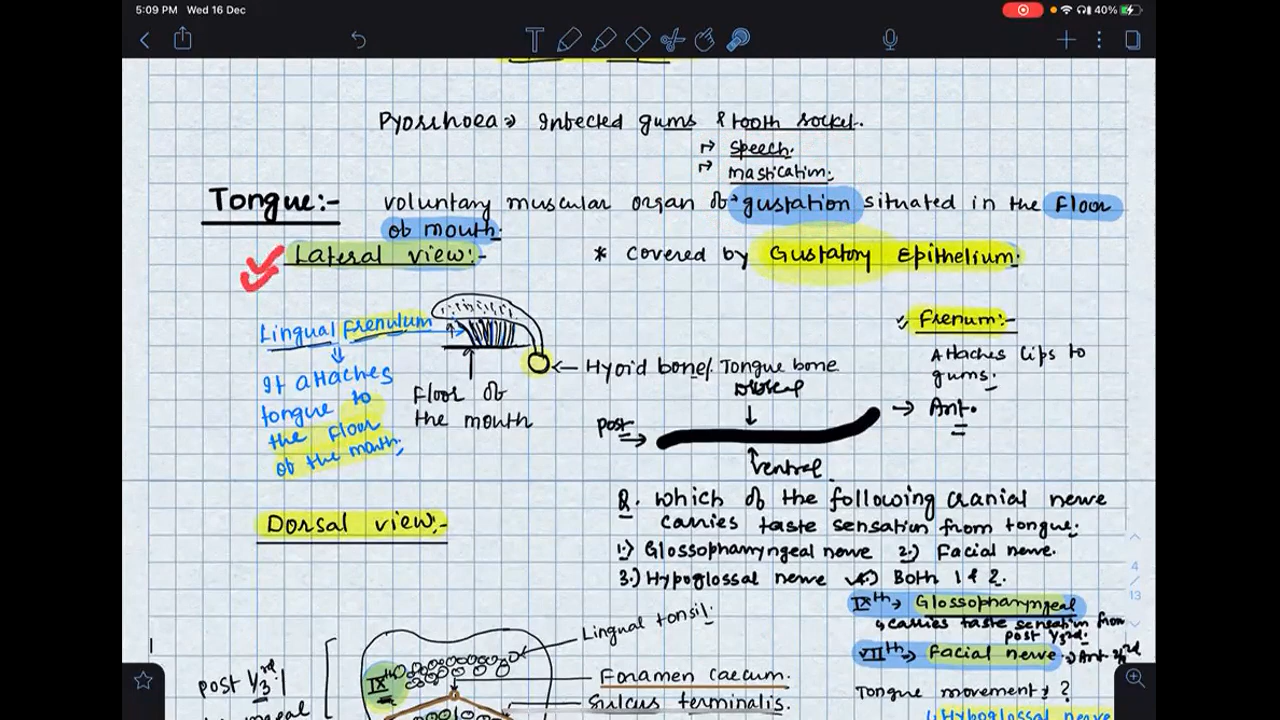 5:09 PM Wed 16 Dec
40%
Pyorrhoea → Infected gums & tooth socket.
→ Speech.
→ mastication.
Tongue:- voluntary muscular organ of gustation situated in the floor
of mouth.
Lateral view:-
* Covered by Gustatory Epithelium.
Lingual frenulum
It attaches
tongue to
the floor
of the mouth.
Floor of
the mouth
← Hyoid bone/ Tongue bone
Frenum:-
Attaches lips to
gums.
→ Ant.
post →
ventral
Q. which of the following cranial nerve
carries taste sensation from tongue.
1.) Glossopharyngeal nerve 2.) Facial nerve.
3.) Hypoglossal nerve 4.) Both 1 & 2.
Dorsal view:-
IXth → Glossopharyngeal
carries taste sensation from
post 1/3rd.
VIIth → Facial nerve → Ant 2/3rd
Tongue movement → ?
Hypoglossal nerve
Lingual tonsil.
Foramen caecum.
Sulcus terminalis.
IXth
post 1/3rd
4
/
13